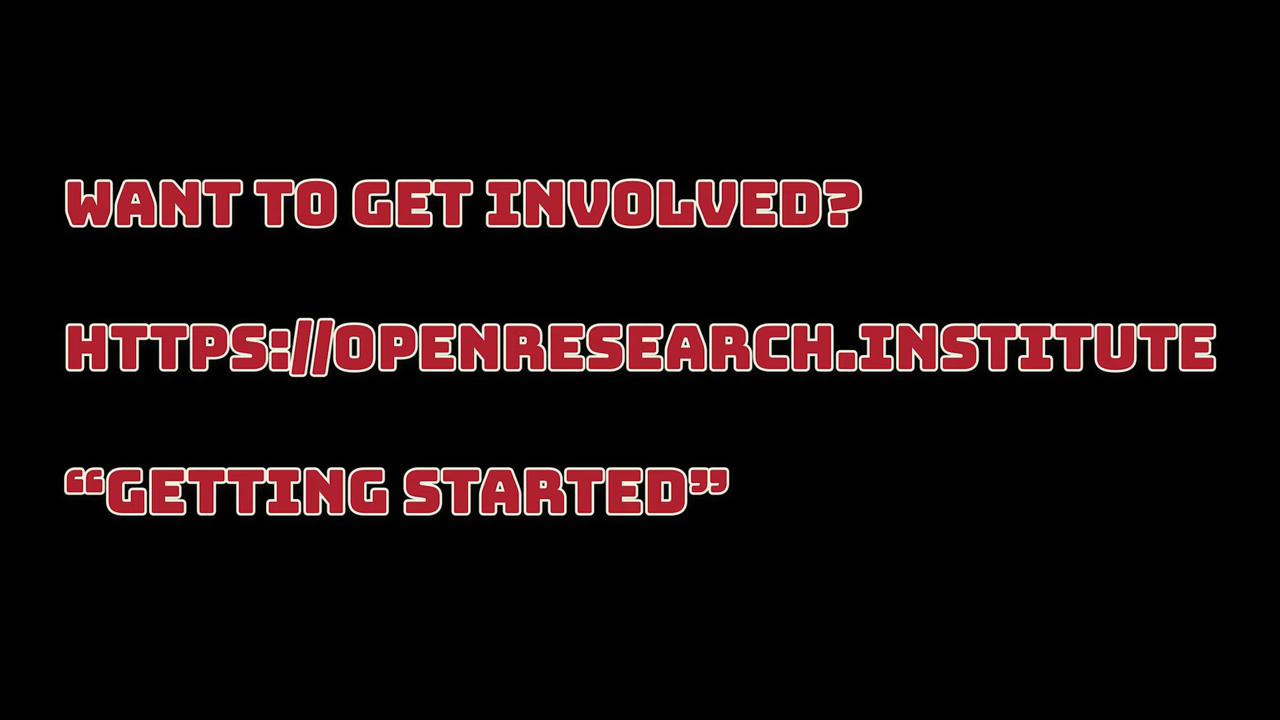 WANT TO GET INVOLVED?
HTTPS://OPENRESEARCH.INSTITUTE
“GETTING STARTED”